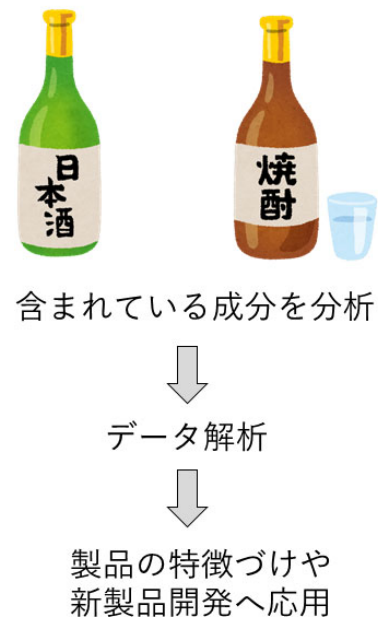 日本酒
焼酎
含まれている成分を分析
データ解析
製品の特徴づけや
新製品開発へ応用